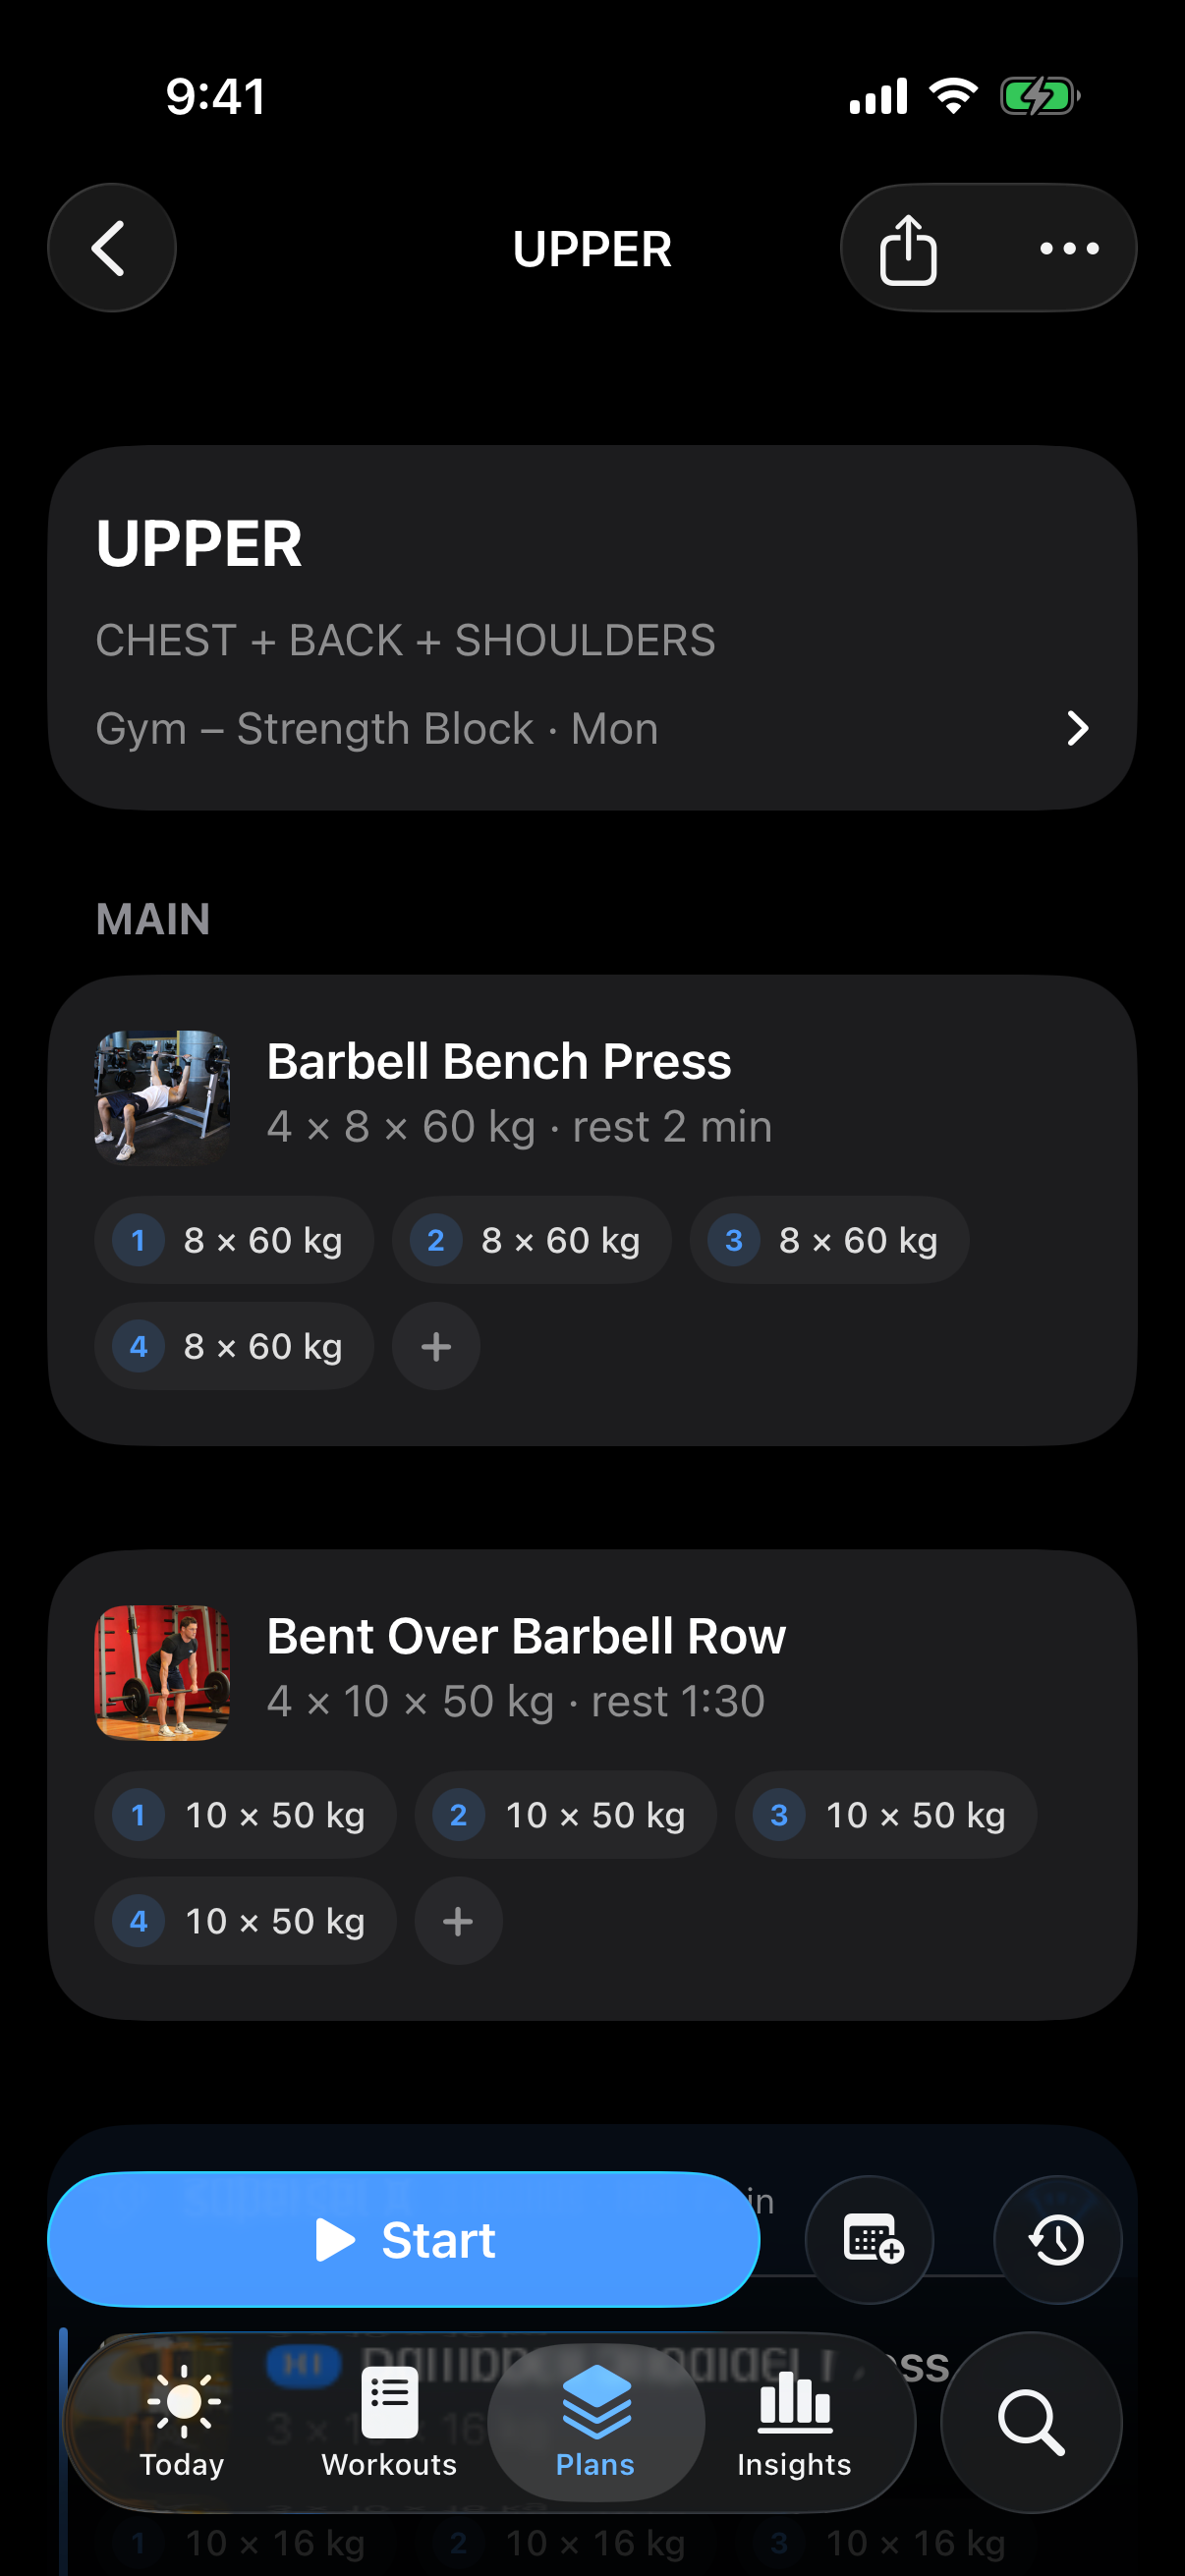 9:41
UPPER
UPPER
CHEST + BACK + SHOULDERS
Gym – Strength Block · Mon
MAIN
Barbell Bench Press
4 × 8 × 60 kg · rest 2 min
1 8 × 60 kg 2 8 × 60 kg 3 8 × 60 kg
4 8 × 60 kg +
Bent Over Barbell Row
4 × 10 × 50 kg · rest 1:30
1 10 × 50 kg 2 10 × 50 kg 3 10 × 50 kg
4 10 × 50 kg +
Start
Today Workouts Plans Insights
1 10 × 16 kg 2 10 × 16 kg 3 10 × 16 kg